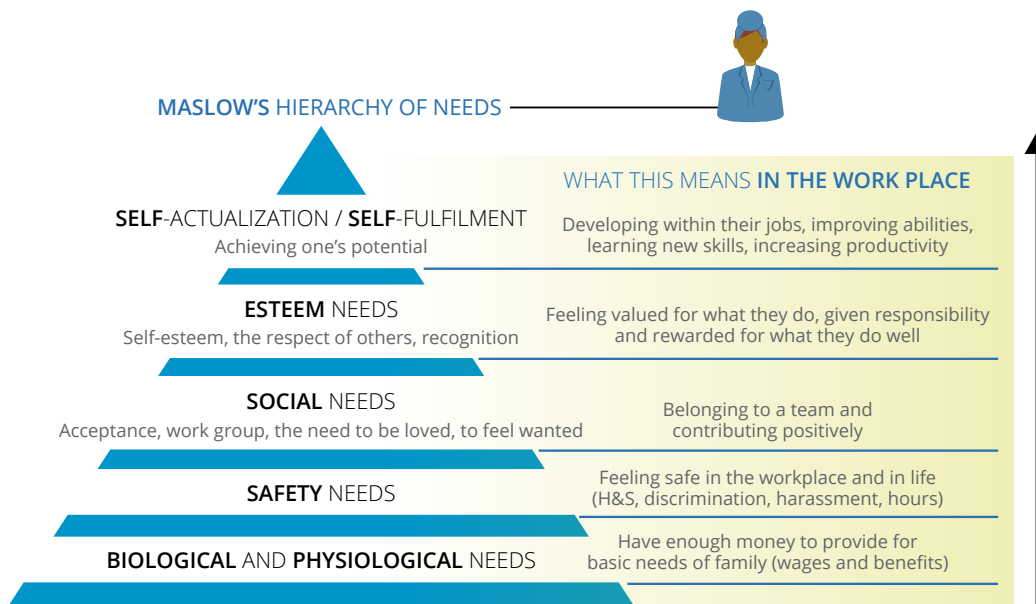 MASLOW’S HIERARCHY OF NEEDS
WHAT THIS MEANS IN THE WORK PLACE
SELF-ACTUALIZATION / SELF-FULFILMENT
Achieving one’s potential
Developing within their jobs, improving abilities,
learning new skills, increasing productivity
ESTEEM NEEDS
Self-esteem, the respect of others, recognition
Feeling valued for what they do, given responsibility
and rewarded for what they do well
SOCIAL NEEDS
Acceptance, work group, the need to be loved, to feel wanted
Belonging to a team and
contributing positively
SAFETY NEEDS
Feeling safe in the workplace and in life
(H&S, discrimination, harassment, hours)
BIOLOGICAL AND PHYSIOLOGICAL NEEDS
Have enough money to provide for
basic needs of family (wages and benefits)